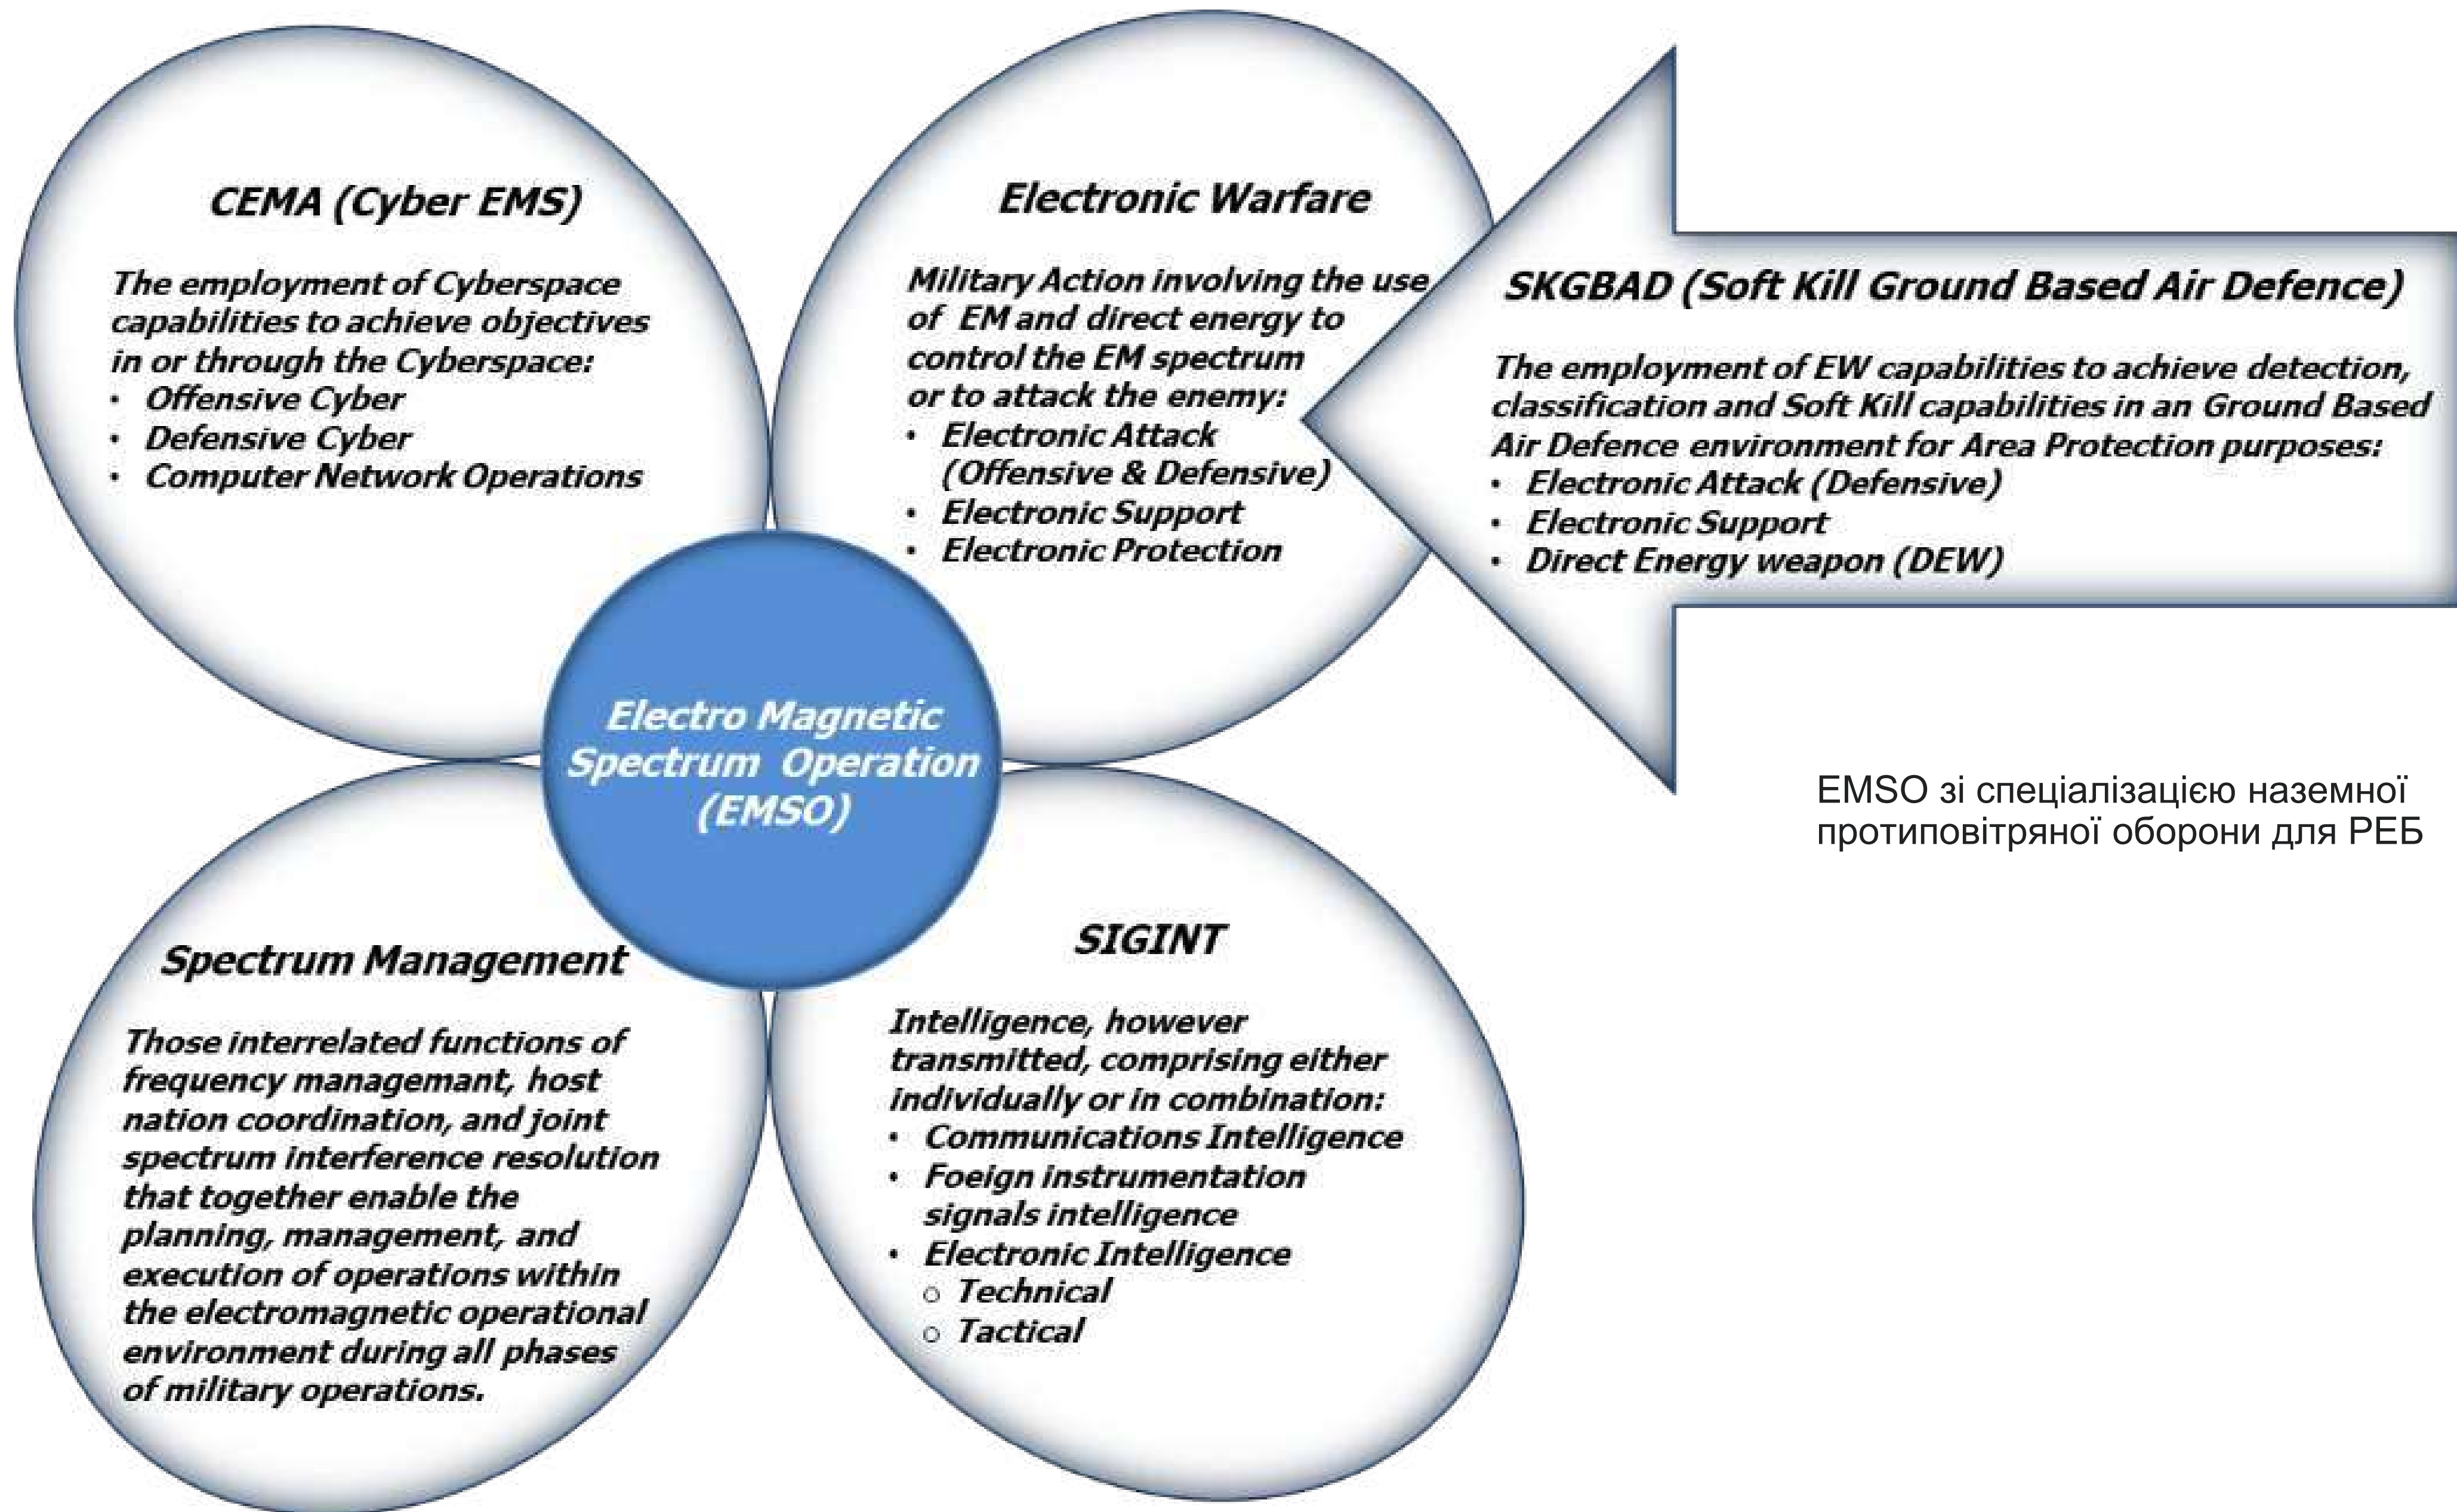 CEMA (Cyber EMS)
The employment of Cyberspace
capabilities to achieve objectives
in or through the Cyberspace:
• Offensive Cyber
• Defensive Cyber
• Computer Network Operations
Electronic Warfare
Military Action involving the use
of EM and direct energy to
control the EM spectrum
or to attack the enemy:
• Electronic Attack
(Offensive & Defensive)
• Electronic Support
• Electronic Protection
SKGBAD (Soft Kill Ground Based Air Defence)
The employment of EW capabilities to achieve detection,
classification and Soft Kill capabilities in an Ground Based
Air Defence environment for Area Protection purposes:
• Electronic Attack (Defensive)
• Electronic Support
• Direct Energy weapon (DEW)
Electro Magnetic
Spectrum Operation
(EMSO)
EMSO зі спеціалізацією наземної
протиповітряної оборони для РЕБ
Spectrum Management
Those interrelated functions of
frequency managemant, host
nation coordination, and joint
spectrum interference resolution
that together enable the
planning, management, and
execution of operations within
the electromagnetic operational
environment during all phases
of military operations.
SIGINT
Intelligence, however
transmitted, comprising either
individually or in combination:
• Communications Intelligence
• Foeign instrumentation
signals intelligence
• Electronic Intelligence
○ Technical
○ Tactical